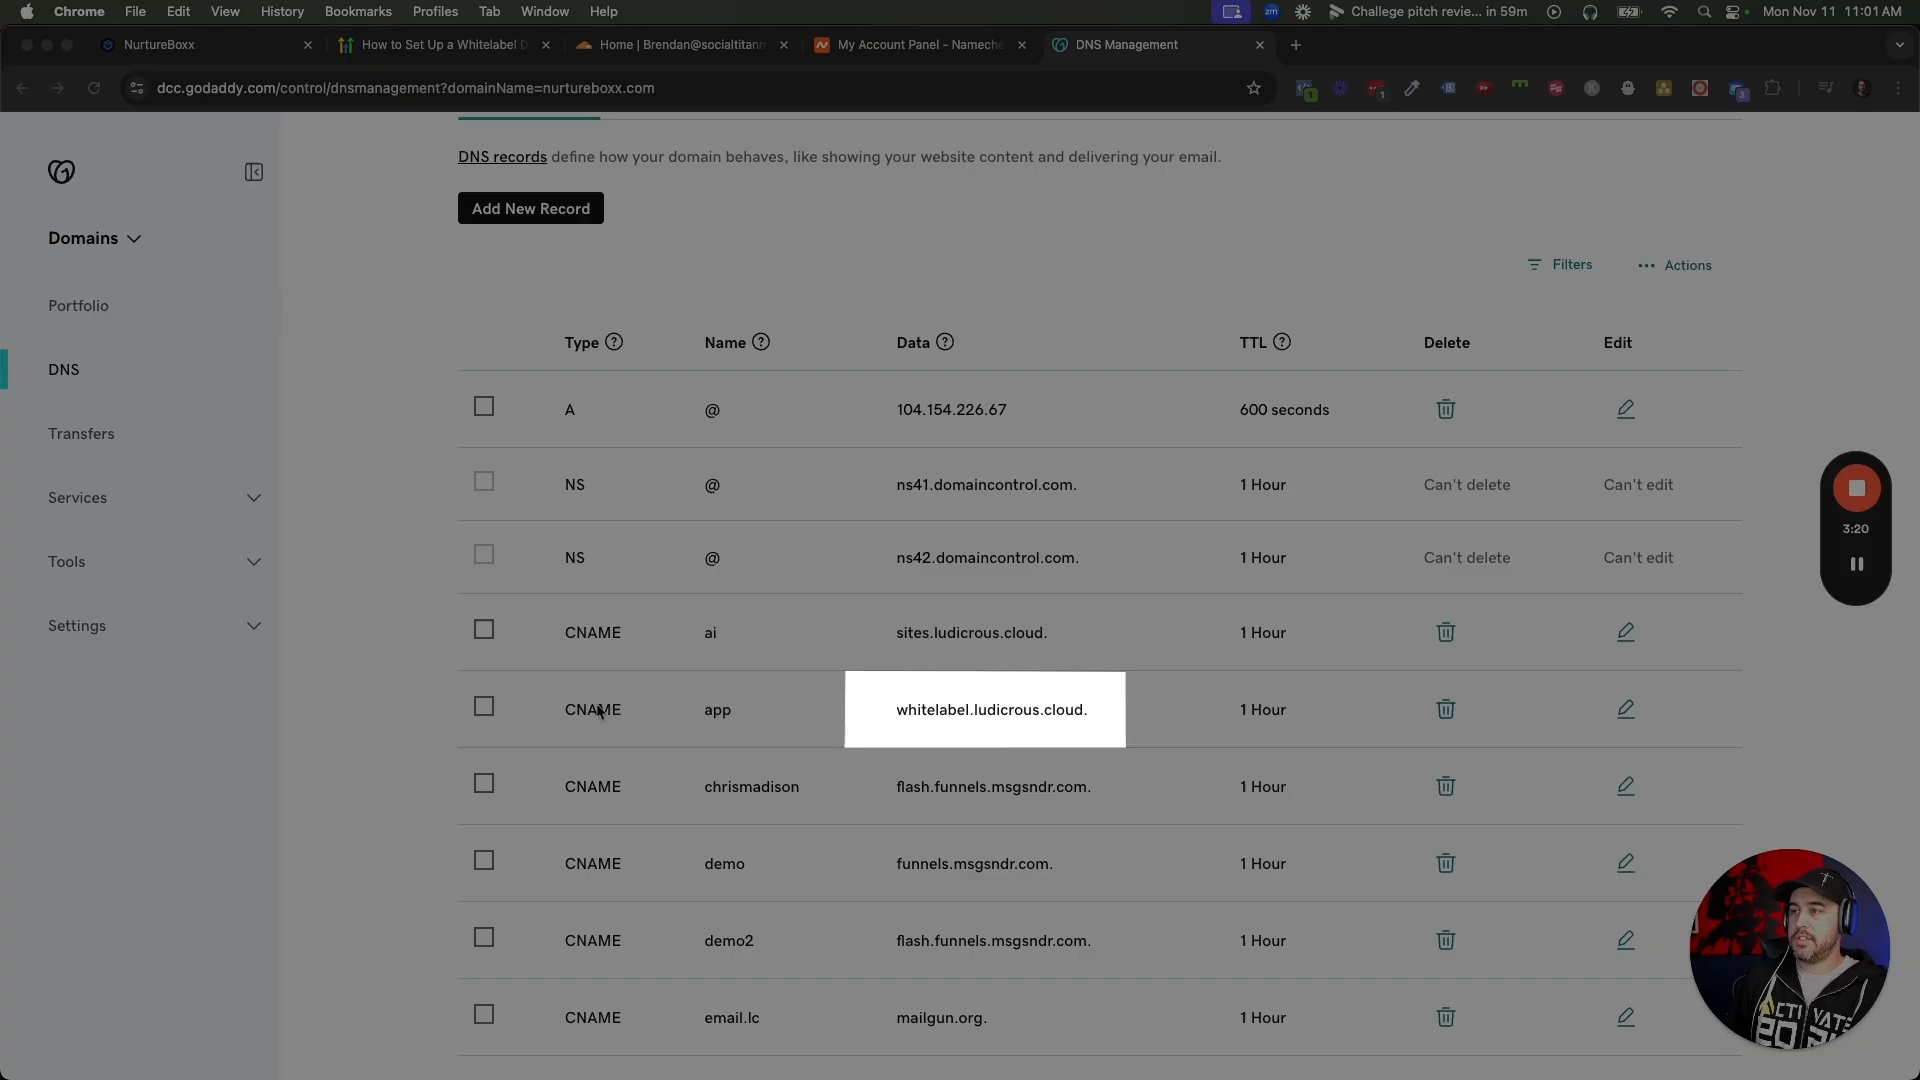 Chrome File Edit View History Bookmarks Profiles Tab Window Help
zm Challege pitch revie... in 59m Mon Nov 11 11:01 AM
NurtureBoxx
How to Set Up a Whitelabel D
Home | Brendan@socialtitann
My Account Panel - Nameche
DNS Management
dcc.godaddy.com/control/dnsmanagement?domainName=nurtureboxx.com
DNS records define how your domain behaves, like showing your website content and delivering your email.
Add New Record
Domains
Portfolio
DNS
Transfers
Services
Tools
Settings
Filters
Actions
Type Name Data TTL Delete Edit
A @ 104.154.226.67 600 seconds
NS @ ns41.domaincontrol.com. 1 Hour Can't delete Can't edit
NS @ ns42.domaincontrol.com. 1 Hour Can't delete Can't edit
CNAME ai sites.ludicrous.cloud. 1 Hour
CNAME app whitelabel.ludicrous.cloud. 1 Hour
CNAME chrismadison flash.funnels.msgsndr.com. 1 Hour
CNAME demo funnels.msgsndr.com. 1 Hour
CNAME demo2 flash.funnels.msgsndr.com. 1 Hour
CNAME email.lc mailgun.org. 1 Hour
3:20